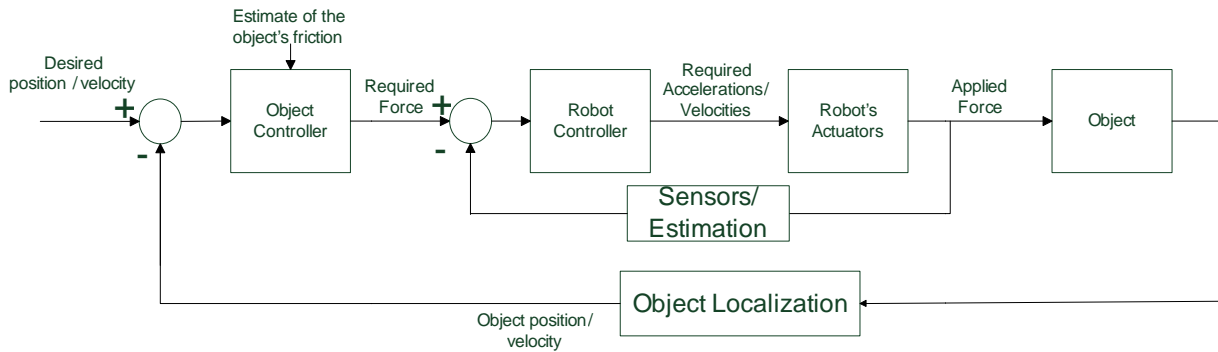 Estimate of the
object's friction
Desired
position / velocity
+
-
Object
Controller
Required
Force
+
-
Robot
Controller
Required
Accelerations/
Velocities
Robot's
Actuators
Applied
Force
Object
Sensors/
Estimation
Object Localization
Object position/
velocity